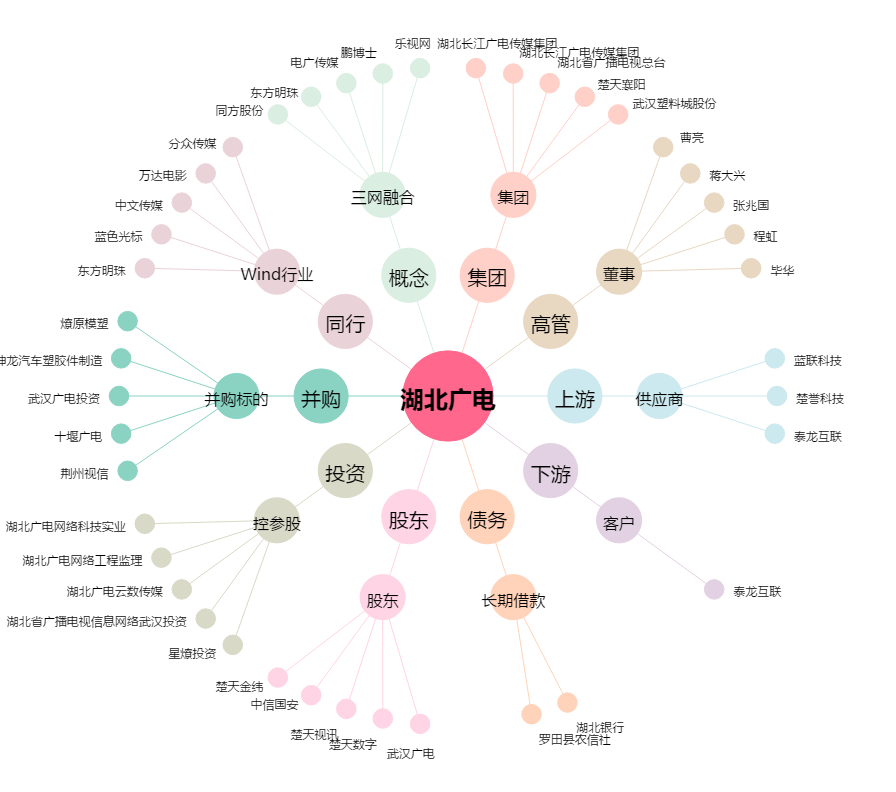 乐视网
湖北长江广电传媒集团
鹏博士
湖北长江广电传媒集团
电广传媒
湖北省广播电视总台
东方明珠
楚天襄阳
同方股份
武汉塑料城股份
分众传媒
曹亮
万达电影
蒋大兴
三网融合
集团
中文传媒
张兆国
蓝色光标
程虹
东方明珠
Wind行业
概念
集团
董事
毕华
燎原模塑
同行
高管
神龙汽车塑胶件制造
蓝联科技
武汉广电投资
并购标的
并购
湖北广电
上游
供应商
楚誉科技
十堰广电
泰龙互联
荆州视信
投资
下游
湖北广电网络科技实业
控参股
股东
债务
客户
湖北广电网络工程监理
湖北广电云数传媒
泰龙互联
股东
长期借款
湖北省广播电视信息网络武汉投资
星燎投资
楚天金纬
中信国安
楚天视讯
湖北银行
楚天数字
罗田县农信社
武汉广电